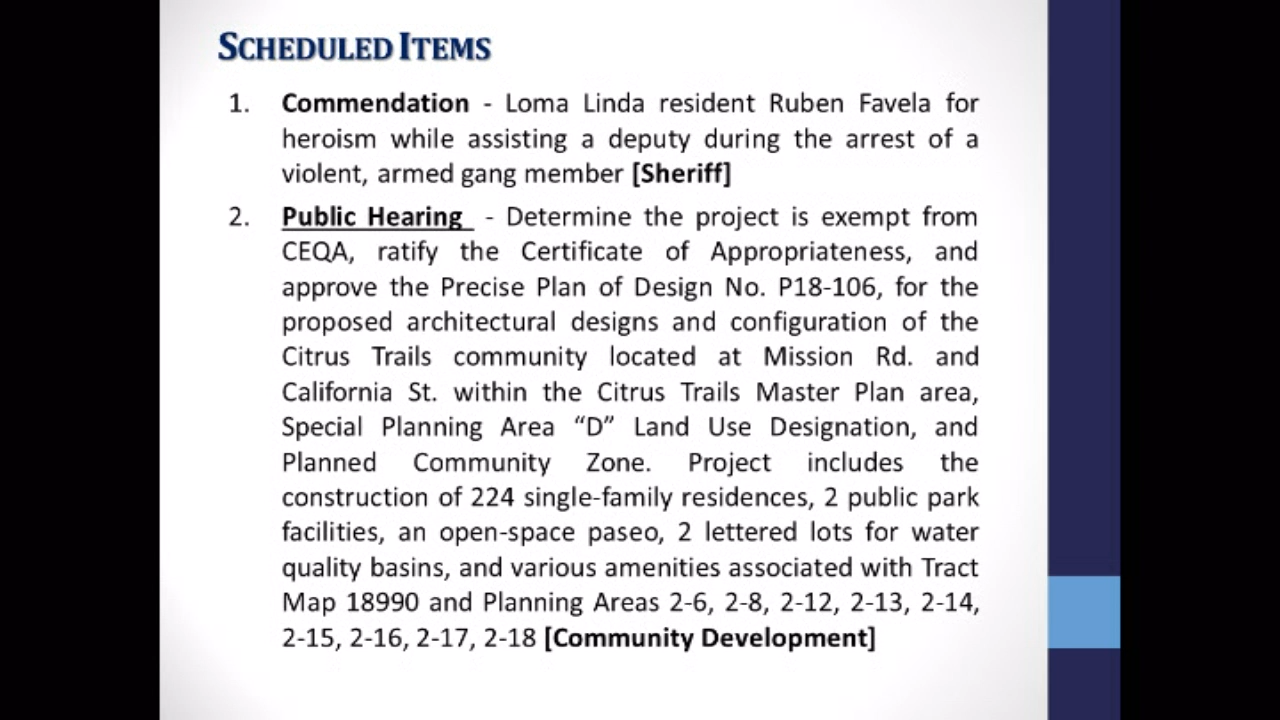 SCHEDULED ITEMS
1. Commendation - Loma Linda resident Ruben Favela for
heroism while assisting a deputy during the arrest of a
violent, armed gang member [Sheriff]
2. Public Hearing - Determine the project is exempt from
CEQA, ratify the Certificate of Appropriateness, and
approve the Precise Plan of Design No. P18-106, for the
proposed architectural designs and configuration of the
Citrus Trails community located at Mission Rd. and
California St. within the Citrus Trails Master Plan area,
Special Planning Area “D” Land Use Designation, and
Planned Community Zone. Project includes the
construction of 224 single-family residences, 2 public park
facilities, an open-space paseo, 2 lettered lots for water
quality basins, and various amenities associated with Tract
Map 18990 and Planning Areas 2-6, 2-8, 2-12, 2-13, 2-14,
2-15, 2-16, 2-17, 2-18 [Community Development]